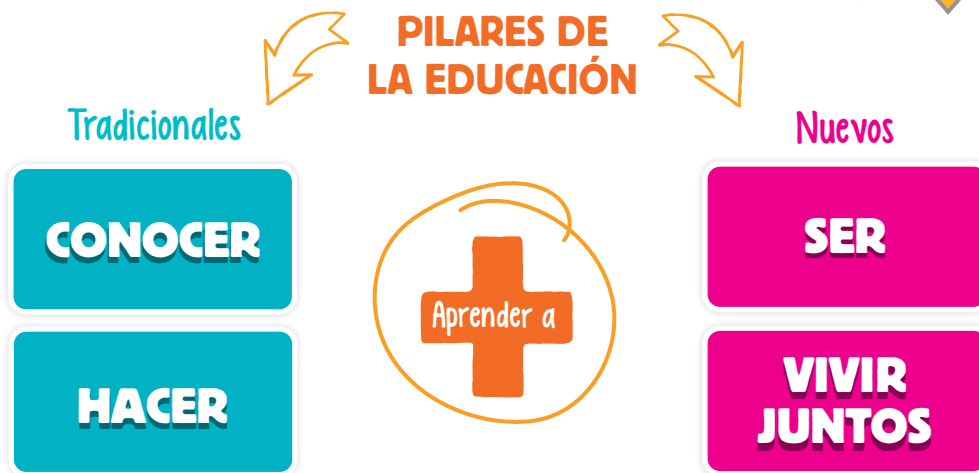 PILARES DE
LA EDUCACIÓN
Tradicionales
Nuevos
CONOCER
SER
Aprender a
HACER
VIVIR
JUNTOS